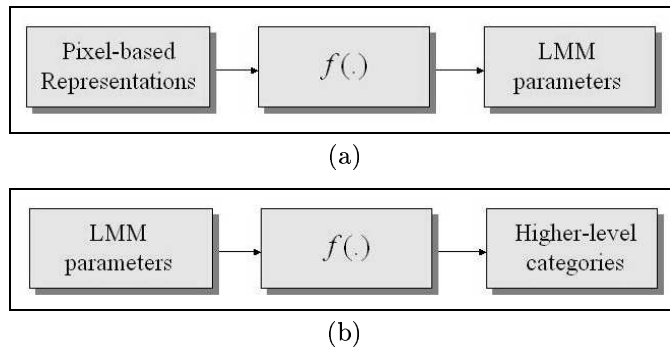 Pixel-based
Representations
f(.)
LMM
parameters
(a)
LMM
parameters
f(.)
Higher-level
categories
(b)